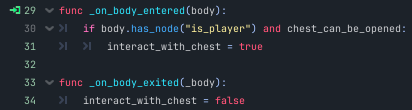 29 func _on_body_entered(body):
30 if body.has_node("is_player") and chest_can_be_opened:
31 interact_with_chest = true
32
33 func _on_body_exited(_body):
34 interact_with_chest = false